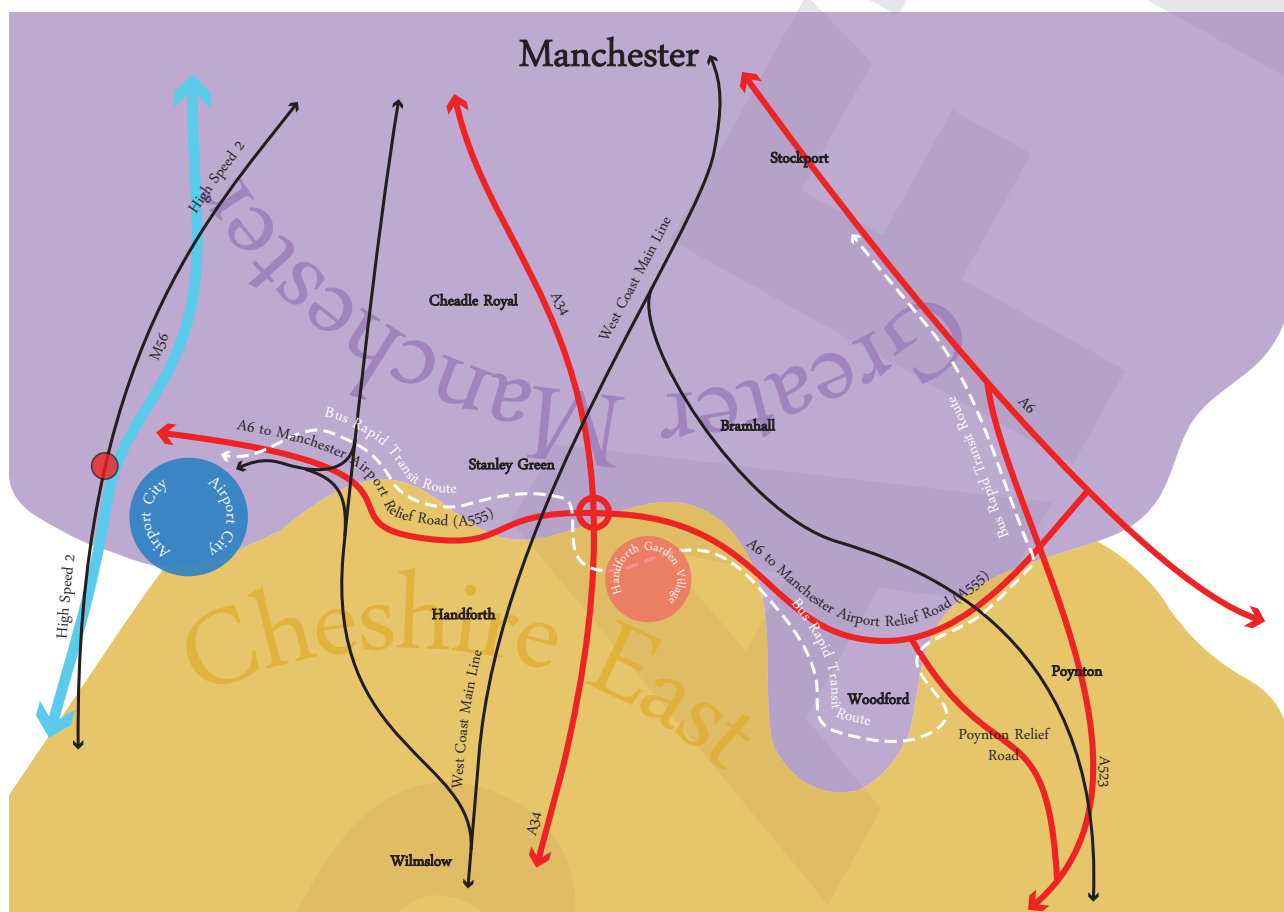 Manchester
Stockport
High Speed 2
West Coast Main Line
Cheadle Royal
A34
M56
Greater Manchester
Bus Rapid Transit Route
A6
A6 to Manchester Airport Relief Road (A555)
Bus Rapid Transit Route
Bramhall
Stanley Green
Airport City
Airport City
Handforth Garden Village
A6 to Manchester Airport Relief Road (A555)
High Speed 2
Cheshire East
Handforth
Bus Rapid Transit Route
Poynton
Woodford
West Coast Main Line
Poynton Relief
Road
A523
A34
Wilmslow